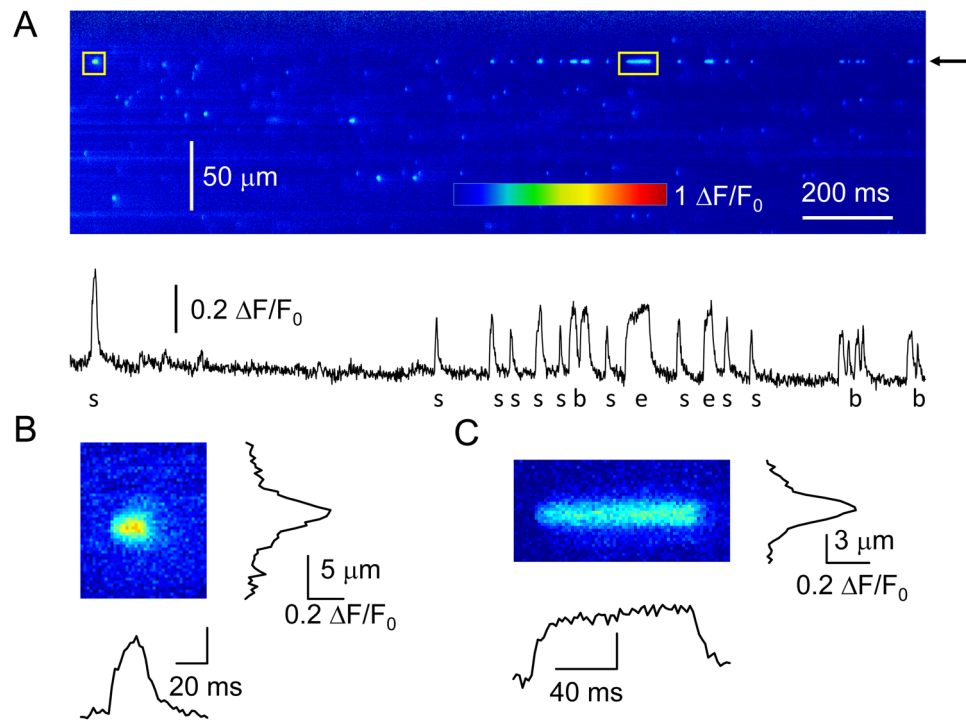 A
50 μm
1 ΔF/F0
200 ms
0.2 ΔF/F0
s s s s s s b s e s e s s b b
B
5 μm
0.2 ΔF/F0
20 ms
C
3 μm
0.2 ΔF/F0
40 ms